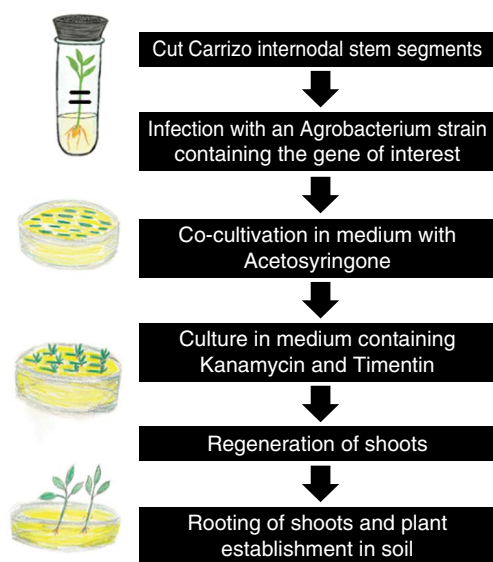 Cut Carrizo internodal stem segments
Infection with an Agrobacterium strain
containing the gene of interest
Co-cultivation in medium with
Acetosyringone
Culture in medium containing
Kanamycin and Timentin
Regeneration of shoots
Rooting of shoots and plant
establishment in soil